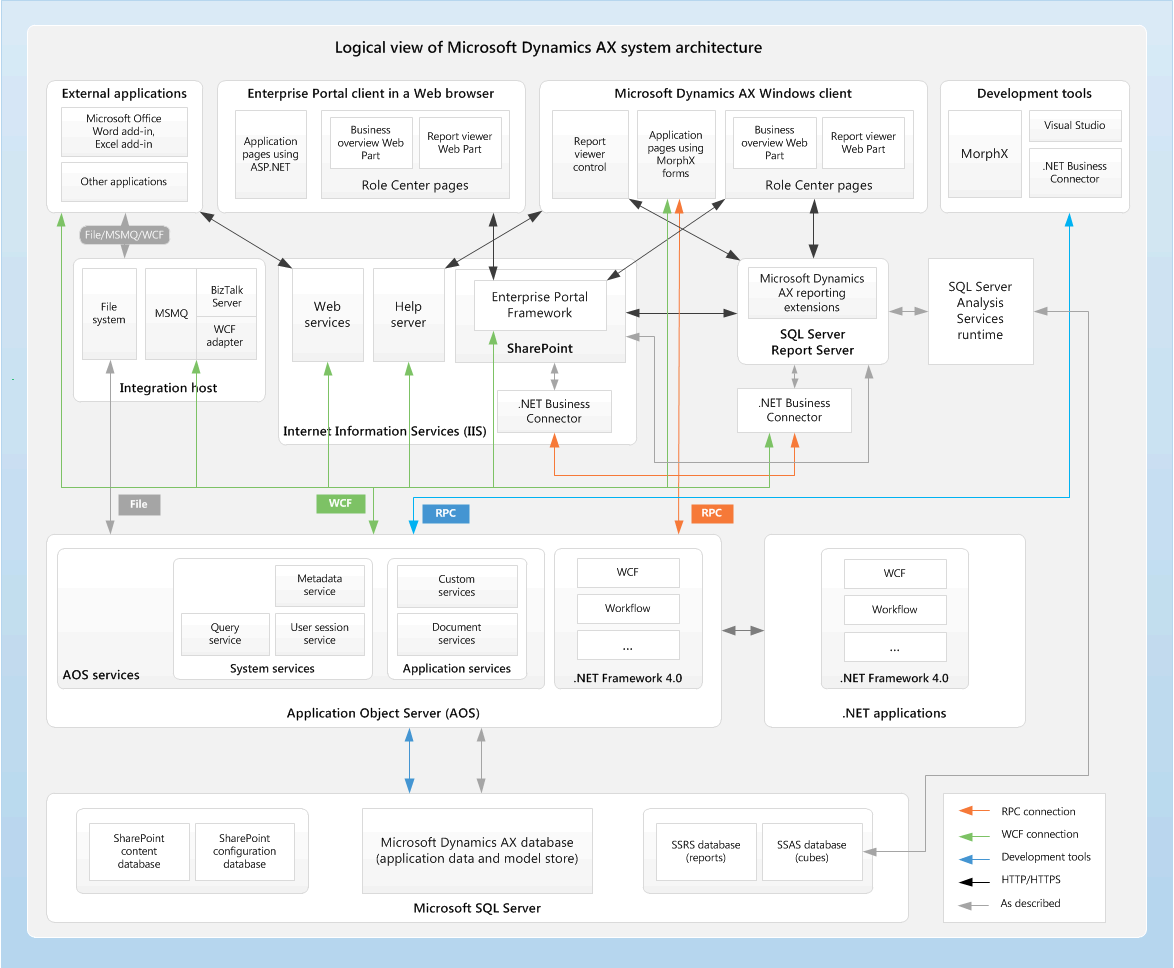 Logical view of Microsoft Dynamics AX system architecture
External applications
Microsoft Office
Word add-in,
Excel add-in
Other applications
Enterprise Portal client in a Web browser
Application
pages using
ASP.NET
Business
overview Web
Part
Report viewer
Web Part
Role Center pages
Microsoft Dynamics AX Windows client
Report
viewer
control
Application
pages using
MorphX
forms
Business
overview Web
Part
Report viewer
Web Part
Role Center pages
Development tools
MorphX
Visual Studio
.NET Business
Connector
File/MSMQ/WCF
File
system
MSMQ
BizTalk
Server
WCF
adapter
Integration host
Web
services
Help
server
Enterprise Portal
Framework
SharePoint
.NET Business
Connector
Internet Information Services (IIS)
Microsoft Dynamics
AX reporting
extensions
SQL Server
Report Server
.NET Business
Connector
SQL Server
Analysis
Services
runtime
File
WCF
RPC
RPC
Metadata
service
Query
service
User session
service
System services
AOS services
Custom
services
Document
services
Application services
WCF
Workflow
...
.NET Framework 4.0
Application Object Server (AOS)
WCF
Workflow
...
.NET Framework 4.0
.NET applications
SharePoint
content
database
SharePoint
configuration
database
Microsoft Dynamics AX database
(application data and model store)
SSRS database
(reports)
SSAS database
(cubes)
Microsoft SQL Server
RPC connection
WCF connection
Development tools
HTTP/HTTPS
As described